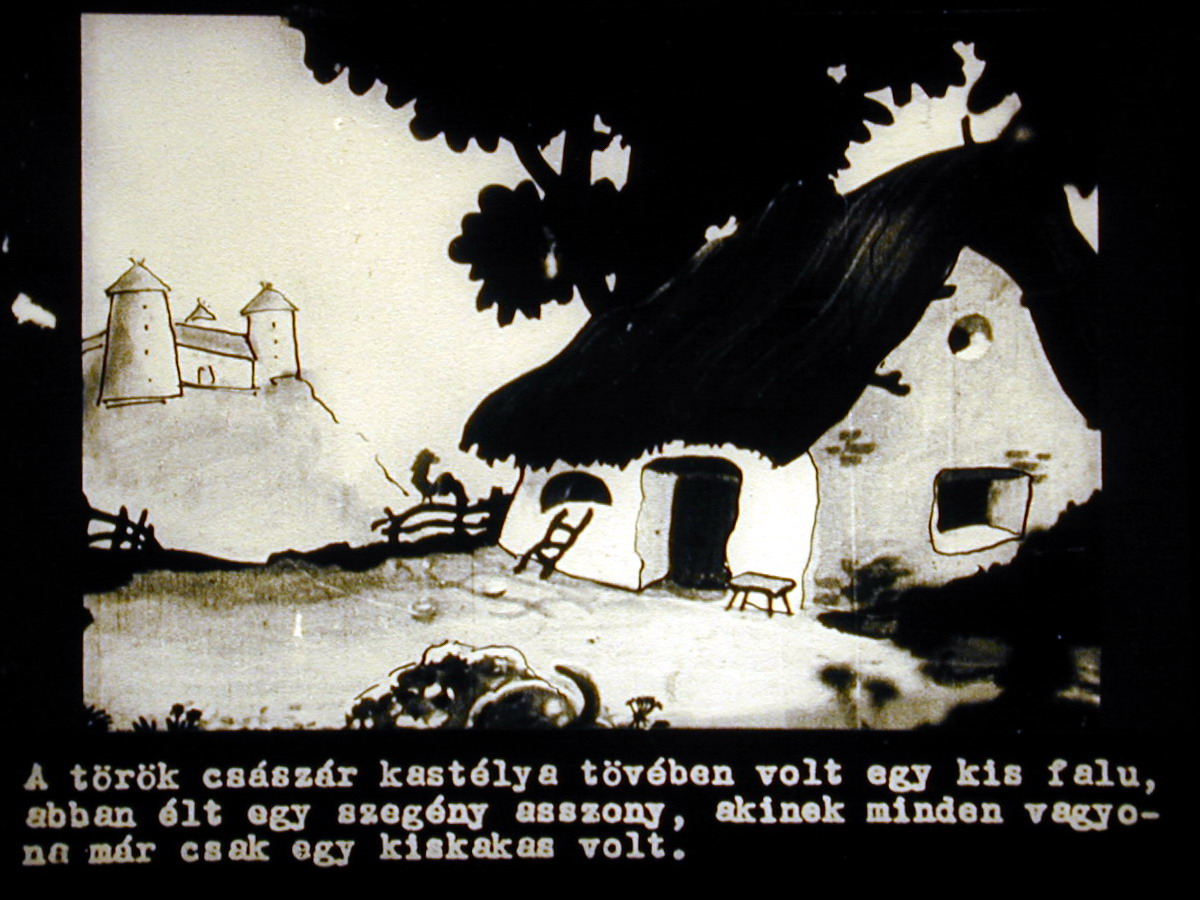 A török császár kastélya tövében volt egy kis falu,
abban élt egy szegény asszony, akinek minden vagyo-
na már csak egy kiskakas volt.